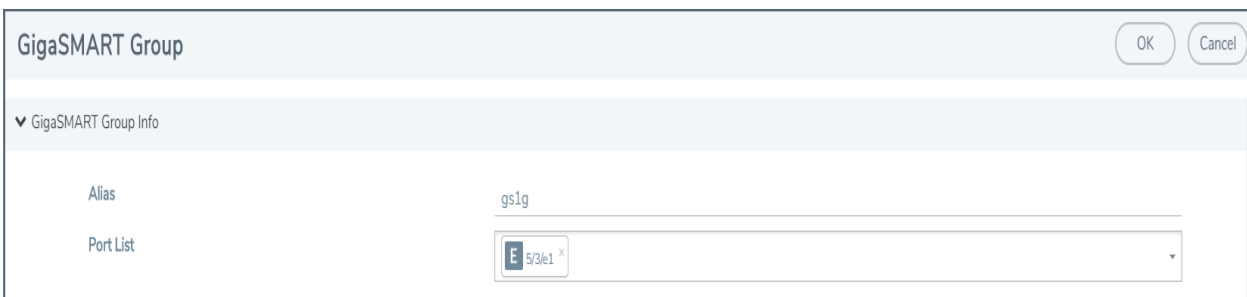 GigaSMART Group OK Cancel
GigaSMART Group Info
Alias gs1g
Port List E 5/3/e1 x